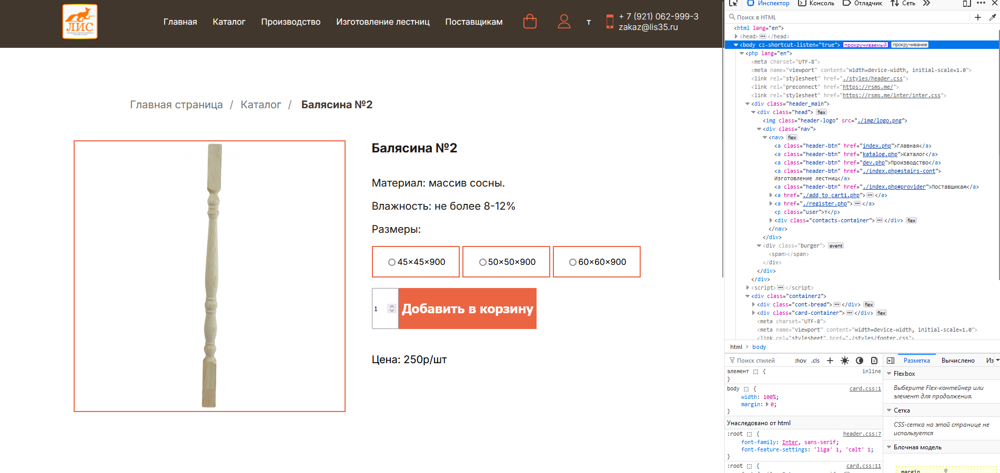 ЛИС
Главная
Каталог
Производство
Изготовление лестниц
Поставщикам
т
+ 7 (921) 062-999-3
zakaz@lis35.ru
Главная страница / Каталог / Балясина №2
Балясина №2
Материал: массив сосны.
Влажность: не более 8-12%
Размеры:
45×45×900
50×50×900
60×60×900
1
Добавить в корзину
Цена: 250р/шт
Инспектор
Консоль
Отладчик
Сеть
Поиск в HTML
<html lang="en">
<head> ••• </head>
<body cz-shortcut-listen="true"> прокручиваемый прокручивание
<php lang="en">
<meta charset="UTF-8">
<meta name="viewport" content="width=device-width, initial-scale=1.0">
<link rel="stylesheet" href="./styles/header.css">
<link rel="preconnect" href="https://rsms.me/">
<link rel="stylesheet" href="https://rsms.me/inter/inter.css">
<div class="header_main">
<div class="head"> flex
<img class="header-logo" src="./img/logo.png">
<div class="nav">
<nav> flex
<a class="header-btn" href="index.php">Главная</a>
<a class="header-btn" href="katalog.php">Каталог</a>
<a class="header-btn" href="dev.php">Производство</a>
<a class="header-btn" href="./index.php#stairs-cont">
Изготовление лестниц</a>
<a class="header-btn" href="./index.php#provider">Поставщикам</a>
<a href="./add_to_cart1.php"> ••• </a>
<a href="./register.php"> ••• </a>
<p class="user">т</p>
<div class="contacts-container"> ••• </div> flex
</nav>
</div>
<div class="burger"> event
<span></span>
</div>
</div>
</div>
<script> ••• </script>
<div class="container2">
<div class="cont-bread"> ••• </div> flex
<div class="card-container"> ••• </div> flex
<meta charset="UTF-8">
<meta name="viewport" content="width=device-width, initial-scale=1.0">
<link rel="stylesheet" href="./styles/footer.css">
html > body
Поиск стилей
:hov .cls +
Разметка
Вычислено
Из
элемент { inline
}
body { card.css:1
width: 100%;
margin: 0;
}
Унаследовано от html
:root { header.css:7
font-family: Inter, sans-serif;
font-feature-settings: 'liga' 1, 'calt' 1;
}
:root { card.css:11
Flexbox
Выберите Flex-контейнер или
элемент для продолжения.
Сетка
CSS-сетка на этой странице не
используется
Блочная модель
margin
0